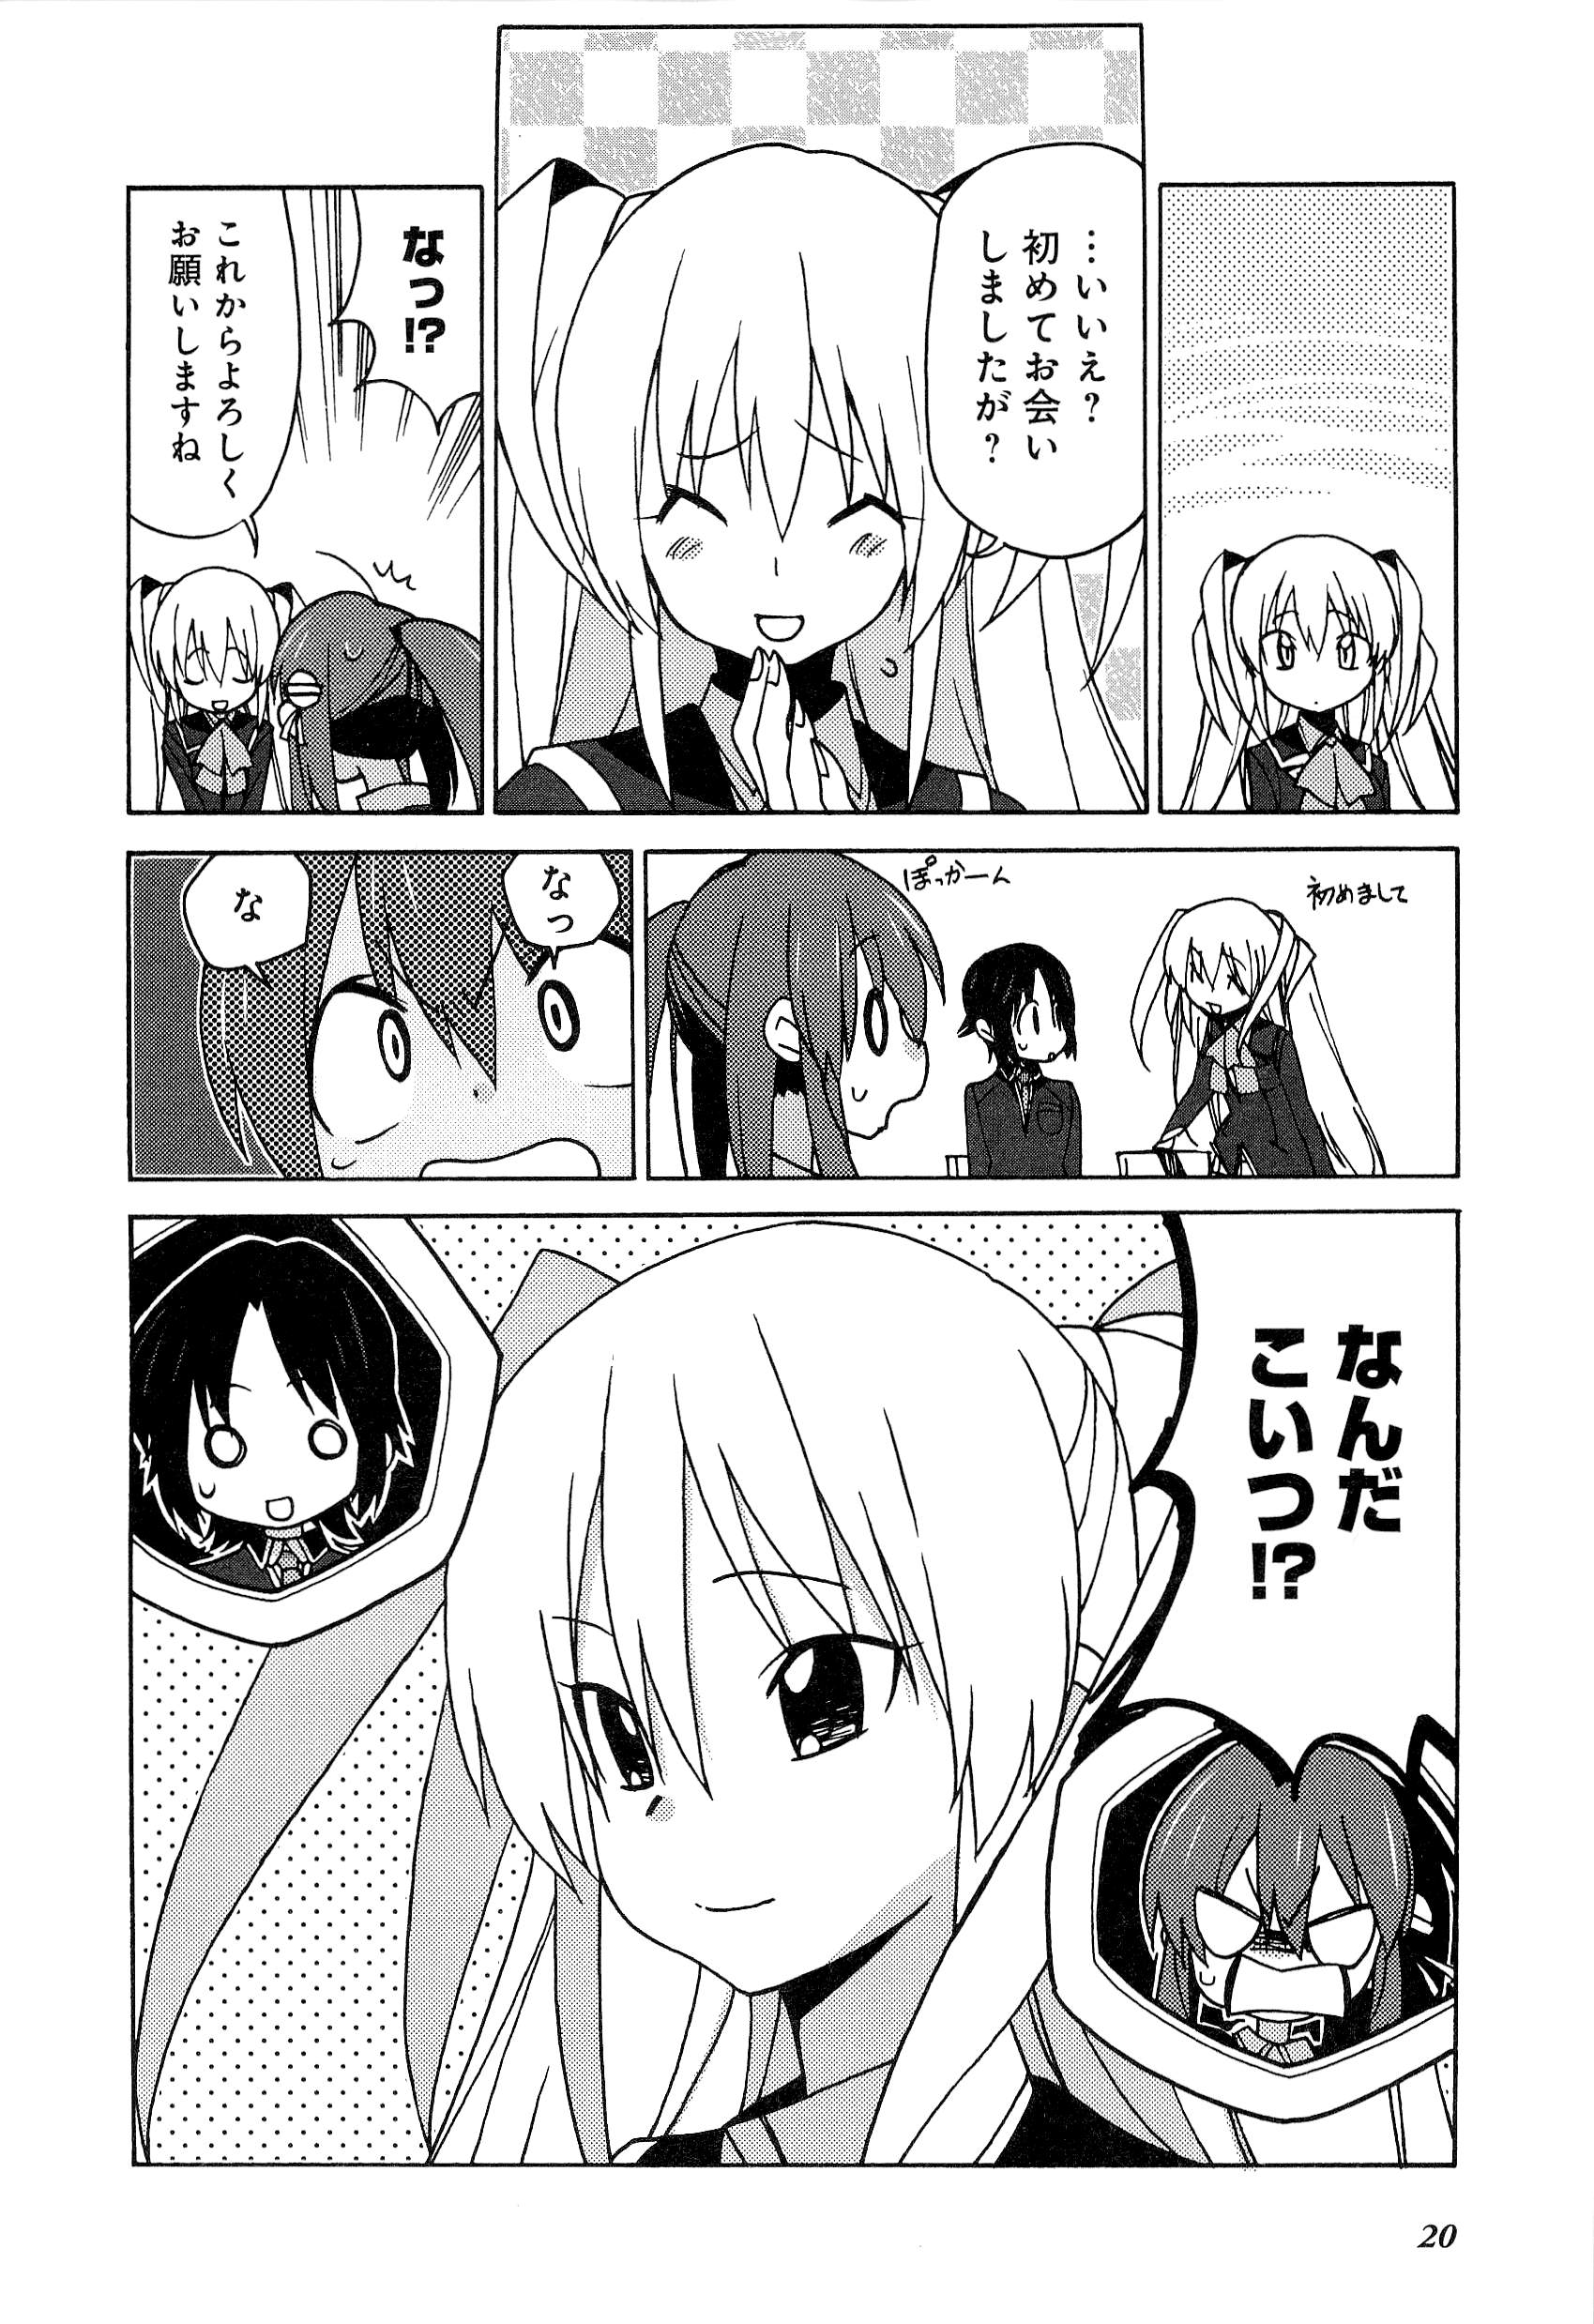 …いいえ？
初めてお会い
しましたが？
なっ!?
これからよろしく
お願いしますね
初めまして
ぽっかーん
なっ
な
なんだ
こいつ!?
20